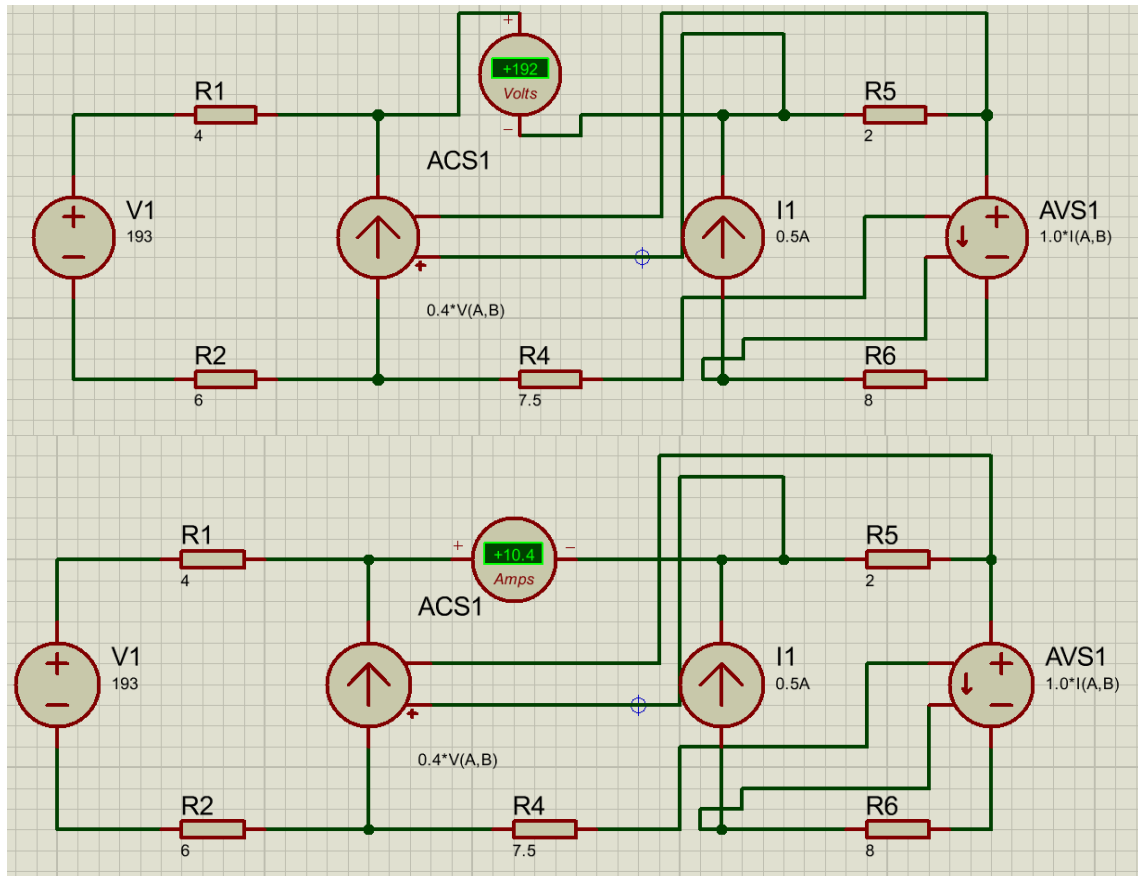 +
+192
Volts
−
R1
4
R5
2
ACS1
V1
193
+
−
I1
0.5A
AVS1
1.0*I(A,B)
+
−
+
0.4*V(A,B)
R2
6
R4
7.5
R6
8
R1
4
+
+10.4
Amps
−
R5
2
ACS1
V1
193
+
−
I1
0.5A
AVS1
1.0*I(A,B)
+
−
+
0.4*V(A,B)
R2
6
R4
7.5
R6
8